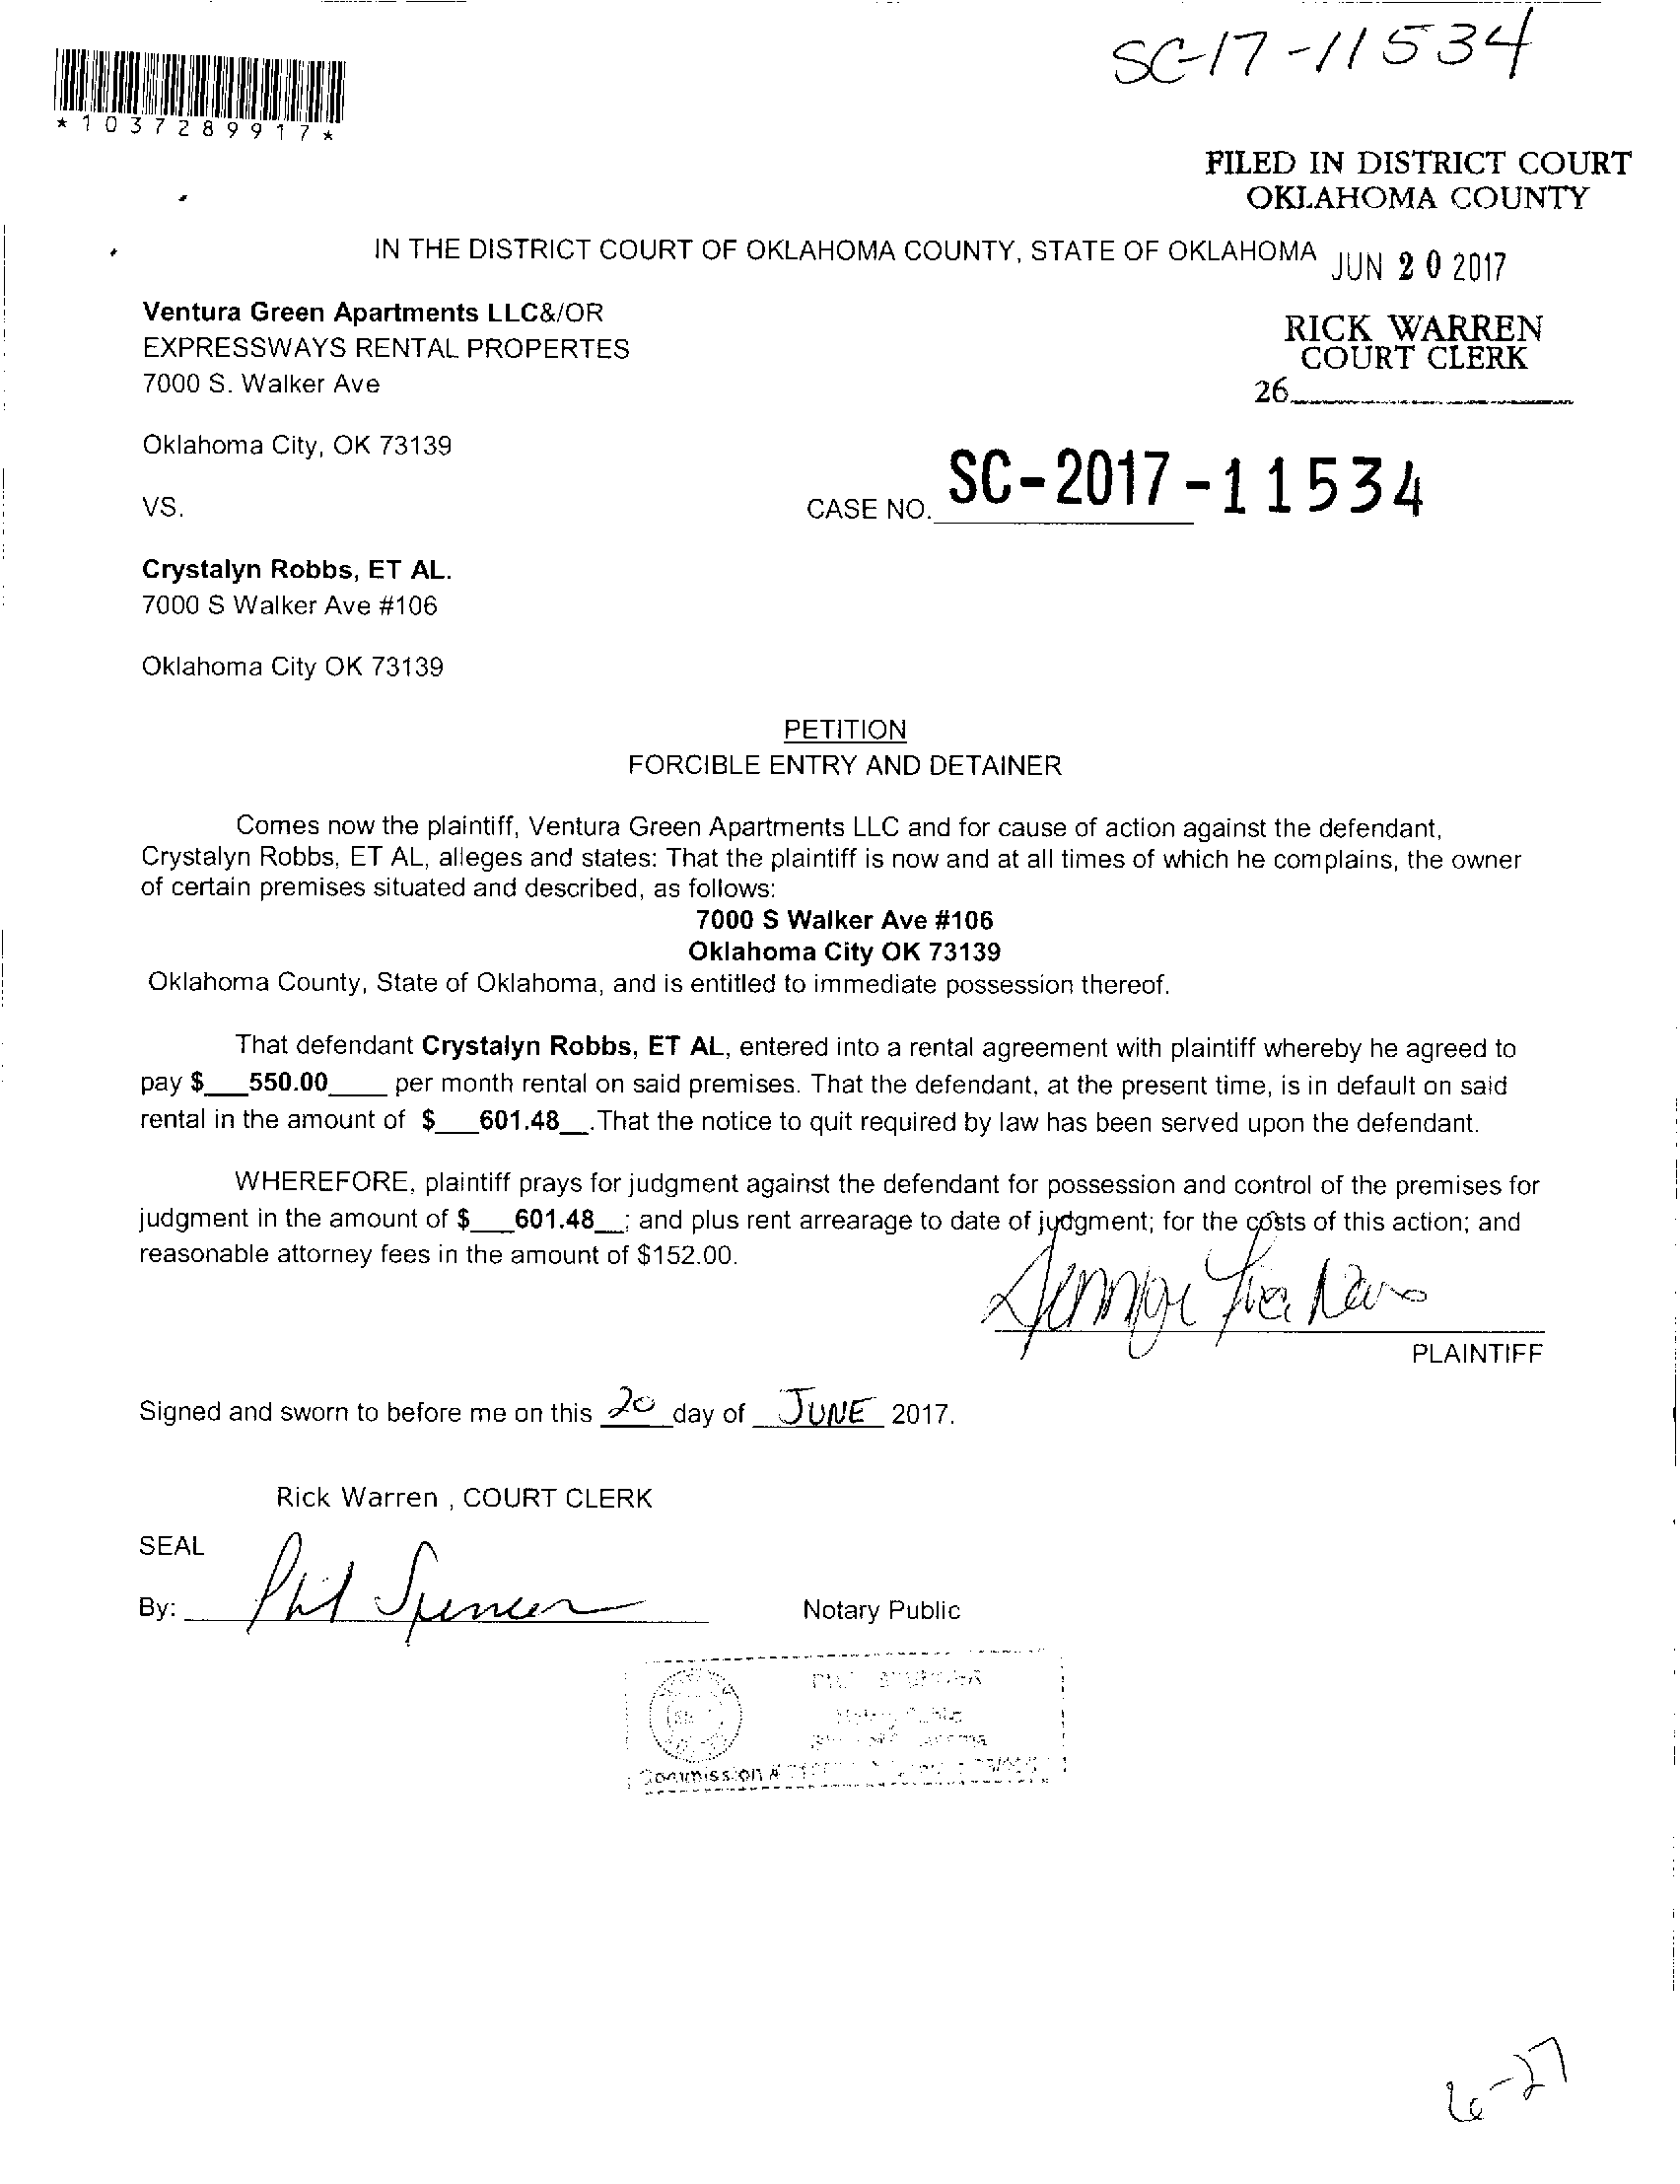 SC-17-11534
*1037289917*
FILED IN DISTRICT COURT
OKLAHOMA COUNTY
IN THE DISTRICT COURT OF OKLAHOMA COUNTY, STATE OF OKLAHOMA
JUN 20 2017
Ventura Green Apartments LLC&/OR
EXPRESSWAYS RENTAL PROPERTES
7000 S. Walker Ave
RICK WARREN
COURT CLERK
26
Oklahoma City, OK 73139
VS.
CASE NO. SC-2017-11534
Crystalyn Robbs, ET AL.
7000 S Walker Ave #106
Oklahoma City OK 73139
PETITION
FORCIBLE ENTRY AND DETAINER
Comes now the plaintiff, Ventura Green Apartments LLC and for cause of action against the defendant,
Crystalyn Robbs, ET AL, alleges and states: That the plaintiff is now and at all times of which he complains, the owner
of certain premises situated and described, as follows:
7000 S Walker Ave #106
Oklahoma City OK 73139
Oklahoma County, State of Oklahoma, and is entitled to immediate possession thereof.
That defendant Crystalyn Robbs, ET AL, entered into a rental agreement with plaintiff whereby he agreed to
pay $___550.00____ per month rental on said premises. That the defendant, at the present time, is in default on said
rental in the amount of $___601.48__.That the notice to quit required by law has been served upon the defendant.
WHEREFORE, plaintiff prays for judgment against the defendant for possession and control of the premises for
judgment in the amount of $___601.48__; and plus rent arrearage to date of judgment; for the costs of this action; and
reasonable attorney fees in the amount of $152.00.
PLAINTIFF
Signed and sworn to before me on this 20 day of JUNE 2017.
Rick Warren , COURT CLERK
SEAL
By: Phil Spencer
Notary Public
Commission #
6-27